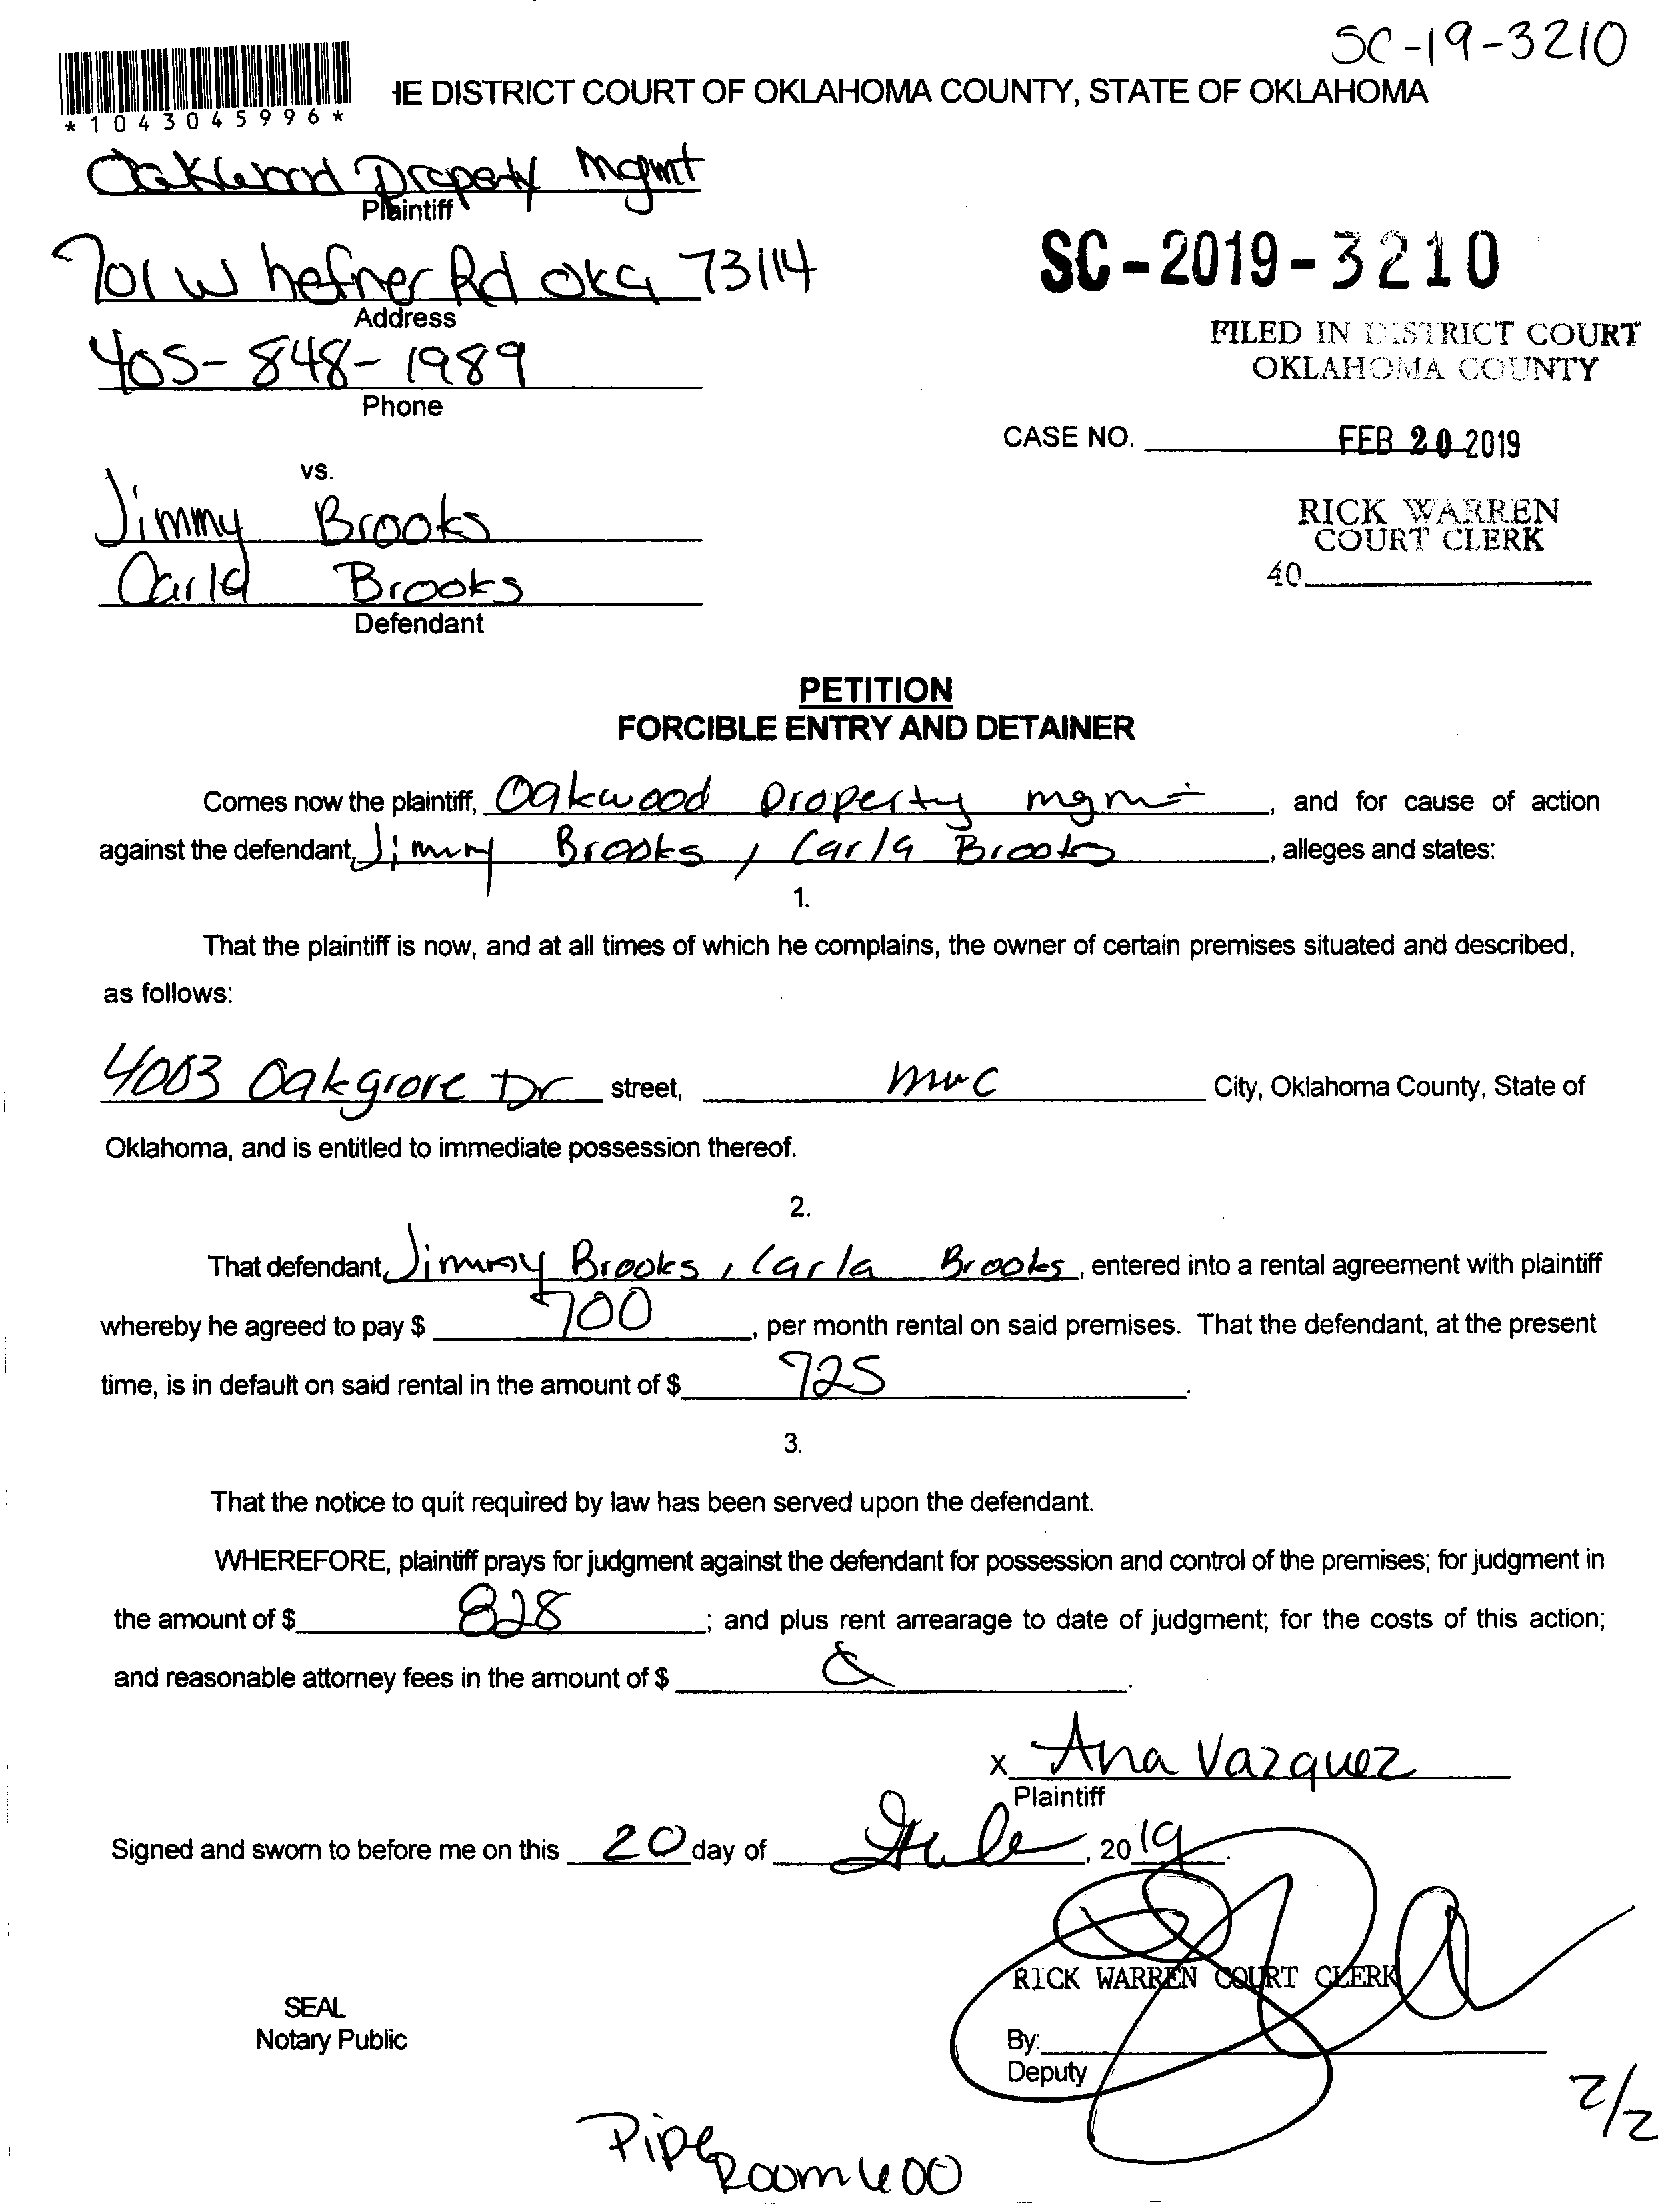 SC-19-3210
*1043045996*
HE DISTRICT COURT OF OKLAHOMA COUNTY, STATE OF OKLAHOMA
Oakwood Property Mgmt
Plaintiff
701 W hefner Rd OKC 73114
Address
405-848-1989
Phone
SC-2019-3210
FILED IN DISTRICT COURT
OKLAHOMA COUNTY
CASE NO. FEB 20 2019
vs.
Jimmy Brooks
Carla Brooks
Defendant
RICK WARREN
COURT CLERK
40
PETITION
FORCIBLE ENTRY AND DETAINER
Comes now the plaintiff, Oakwood property mgmt, and for cause of action
against the defendant, Jimmy Brooks, Carla Brooks, alleges and states:
1.
That the plaintiff is now, and at all times of which he complains, the owner of certain premises situated and described,
as follows:
4003 Oakgrove Dr street, mwc City, Oklahoma County, State of
Oklahoma, and is entitled to immediate possession thereof.
2.
That defendant, Jimmy Brooks, Carla Brooks, entered into a rental agreement with plaintiff
whereby he agreed to pay $ 700, per month rental on said premises. That the defendant, at the present
time, is in default on said rental in the amount of $ 725.
3.
That the notice to quit required by law has been served upon the defendant.
WHEREFORE, plaintiff prays for judgment against the defendant for possession and control of the premises; for judgment in
the amount of $ 828; and plus rent arrearage to date of judgment; for the costs of this action;
and reasonable attorney fees in the amount of $
x Ana Vazquez
Plaintiff
Signed and sworn to before me on this 20 day of , 2019.
RICK WARREN COURT CLERK
SEAL
Notary Public
By:
Deputy
2/2
Pipe
Room 600